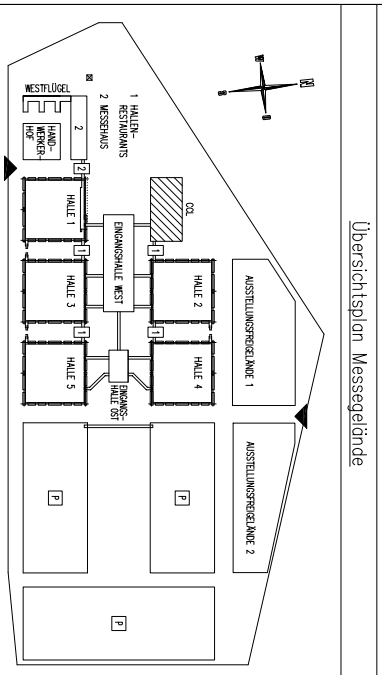 Übersichtsplan Messegelände
N
W
O
S
1 HALLEN-
RESTAURANTS
2 MESSEHAUS
WESTFLÜGEL
2
HAND-
WERKER-
HOF
2
CCL
AUSSTELLUNGSFREIGELÄNDE 1
AUSSTELLUNGSFREIGELÄNDE 2
HALLE 2
HALLE 4
1
1
EINGANGSHALLE WEST
EINGANGS-
HALLE OST
1
1
HALLE 1
HALLE 3
HALLE 5
P
P
P